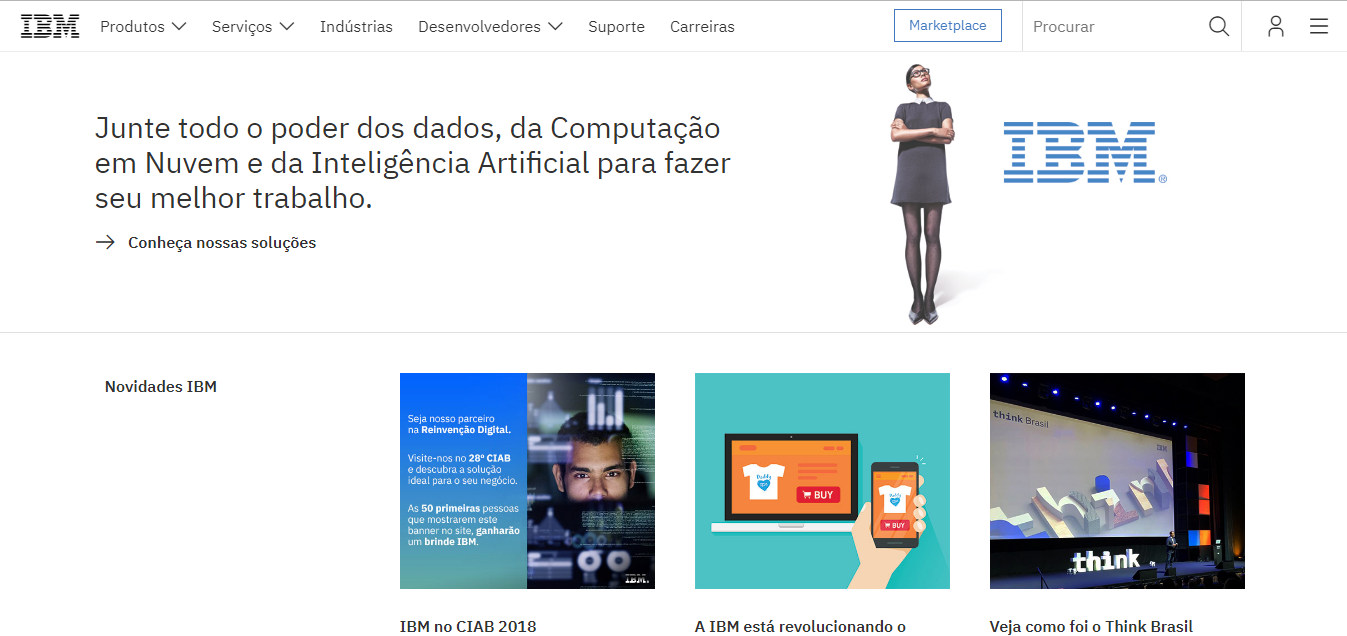 IBM Produtos Serviços Indústrias Desenvolvedores Suporte Carreiras Marketplace Procurar
Junte todo o poder dos dados, da Computação
em Nuvem e da Inteligência Artificial para fazer
seu melhor trabalho.
Conheça nossas soluções
IBM®
Novidades IBM
Seja nosso parceiro
na Reinvenção Digital.
Visite-nos no 28º CIAB
e descubra a solução
ideal para o seu negócio.
As 50 primeiras pessoas
que mostrarem este
banner no site, ganharão
um brinde IBM.
IBM.
BUY
BUY
think Brasil
IBM
think
IBM no CIAB 2018
A IBM está revolucionando o
Veja como foi o Think Brasil